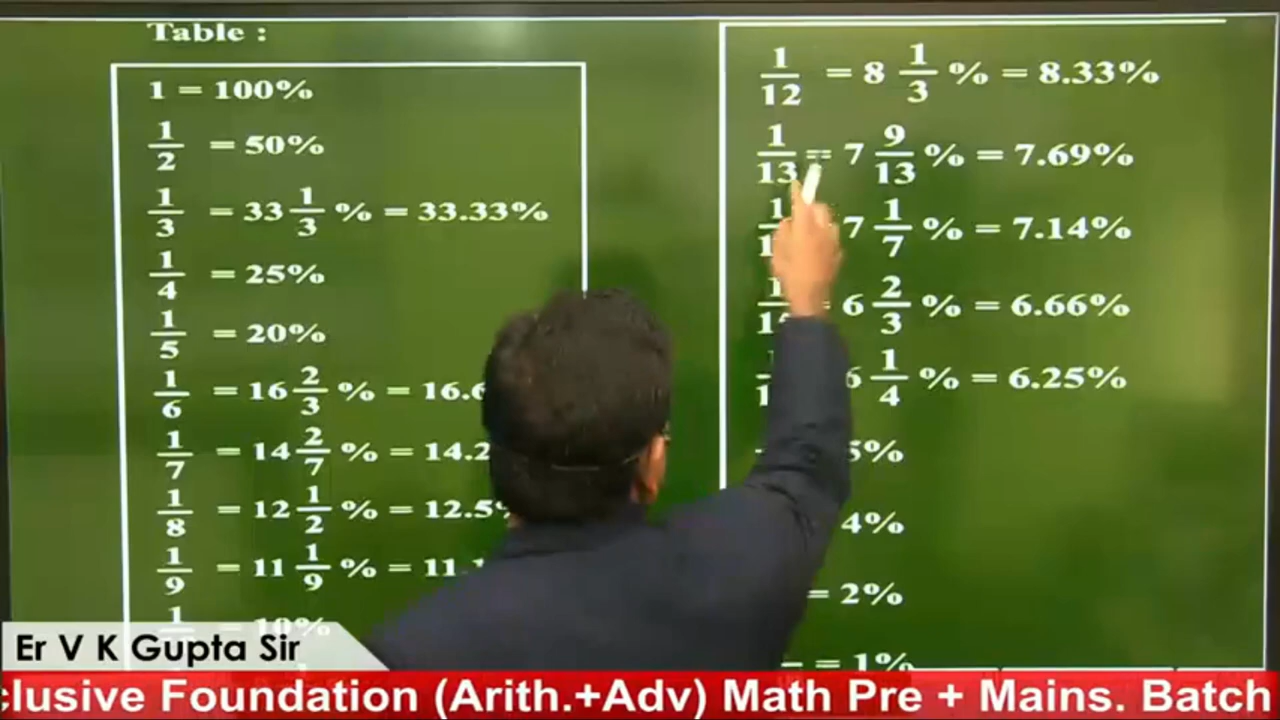 Table :
1 = 100%
1/2 = 50%
1/3 = 33 1/3 % = 33.33%
1/4 = 25%
1/5 = 20%
1/6 = 16 2/3 % = 16.6
1/7 = 14 2/7 % = 14.2
1/8 = 12 1/2 % = 12.5
1/9 = 11 1/9 % = 11.
= 10%
1/12 = 8 1/3 % = 8.33%
1/13 = 7 9/13 % = 7.69%
7 1/7 % = 7.14%
6 2/3 % = 6.66%
6 1/4 % = 6.25%
5%
4%
= 2%
= 1%
Er V K Gupta Sir
clusive Foundation (Arith.+Adv) Math Pre + Mains. Batch